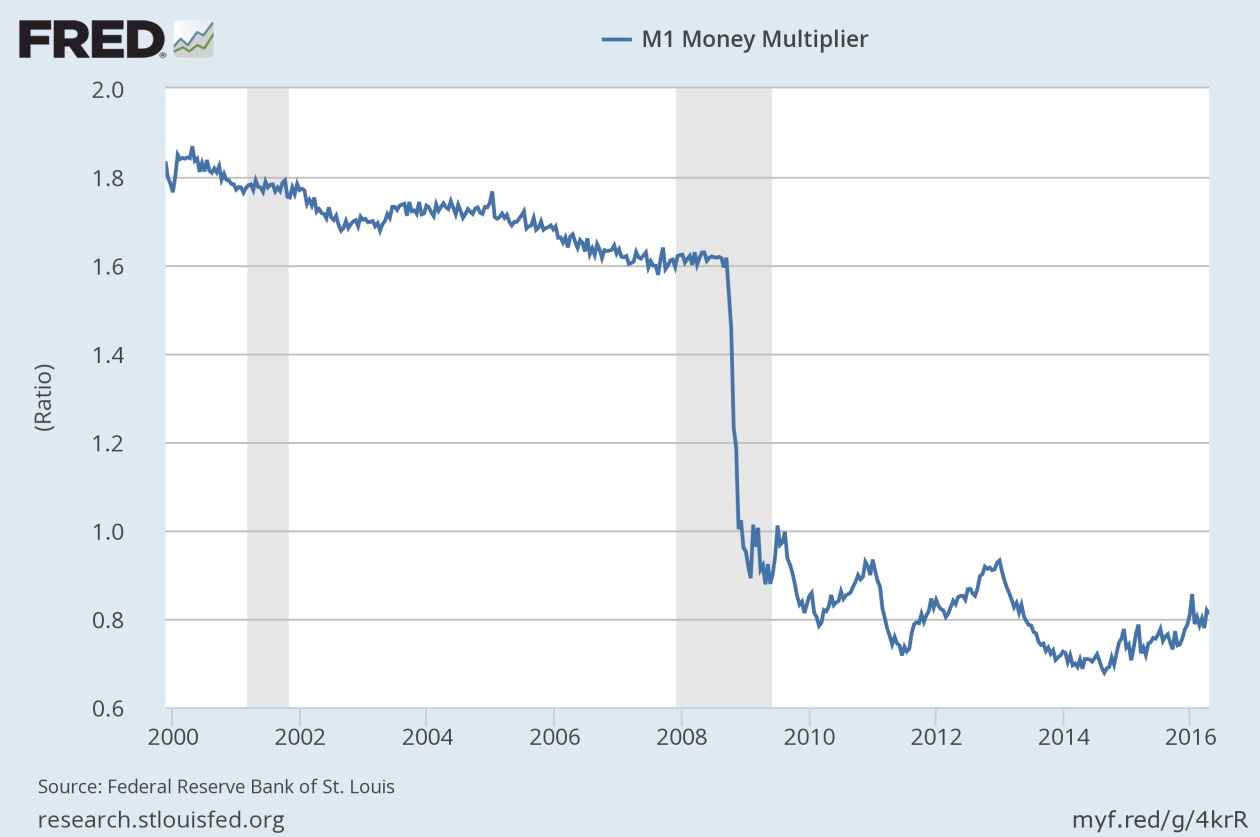 FRED
M1 Money Multiplier
2.0
1.8
1.6
1.4
1.2
1.0
0.8
0.6
(Ratio)
2000 2002 2004 2006 2008 2010 2012 2014 2016
Source: Federal Reserve Bank of St. Louis
research.stlouisfed.org
myf.red/g/4krR